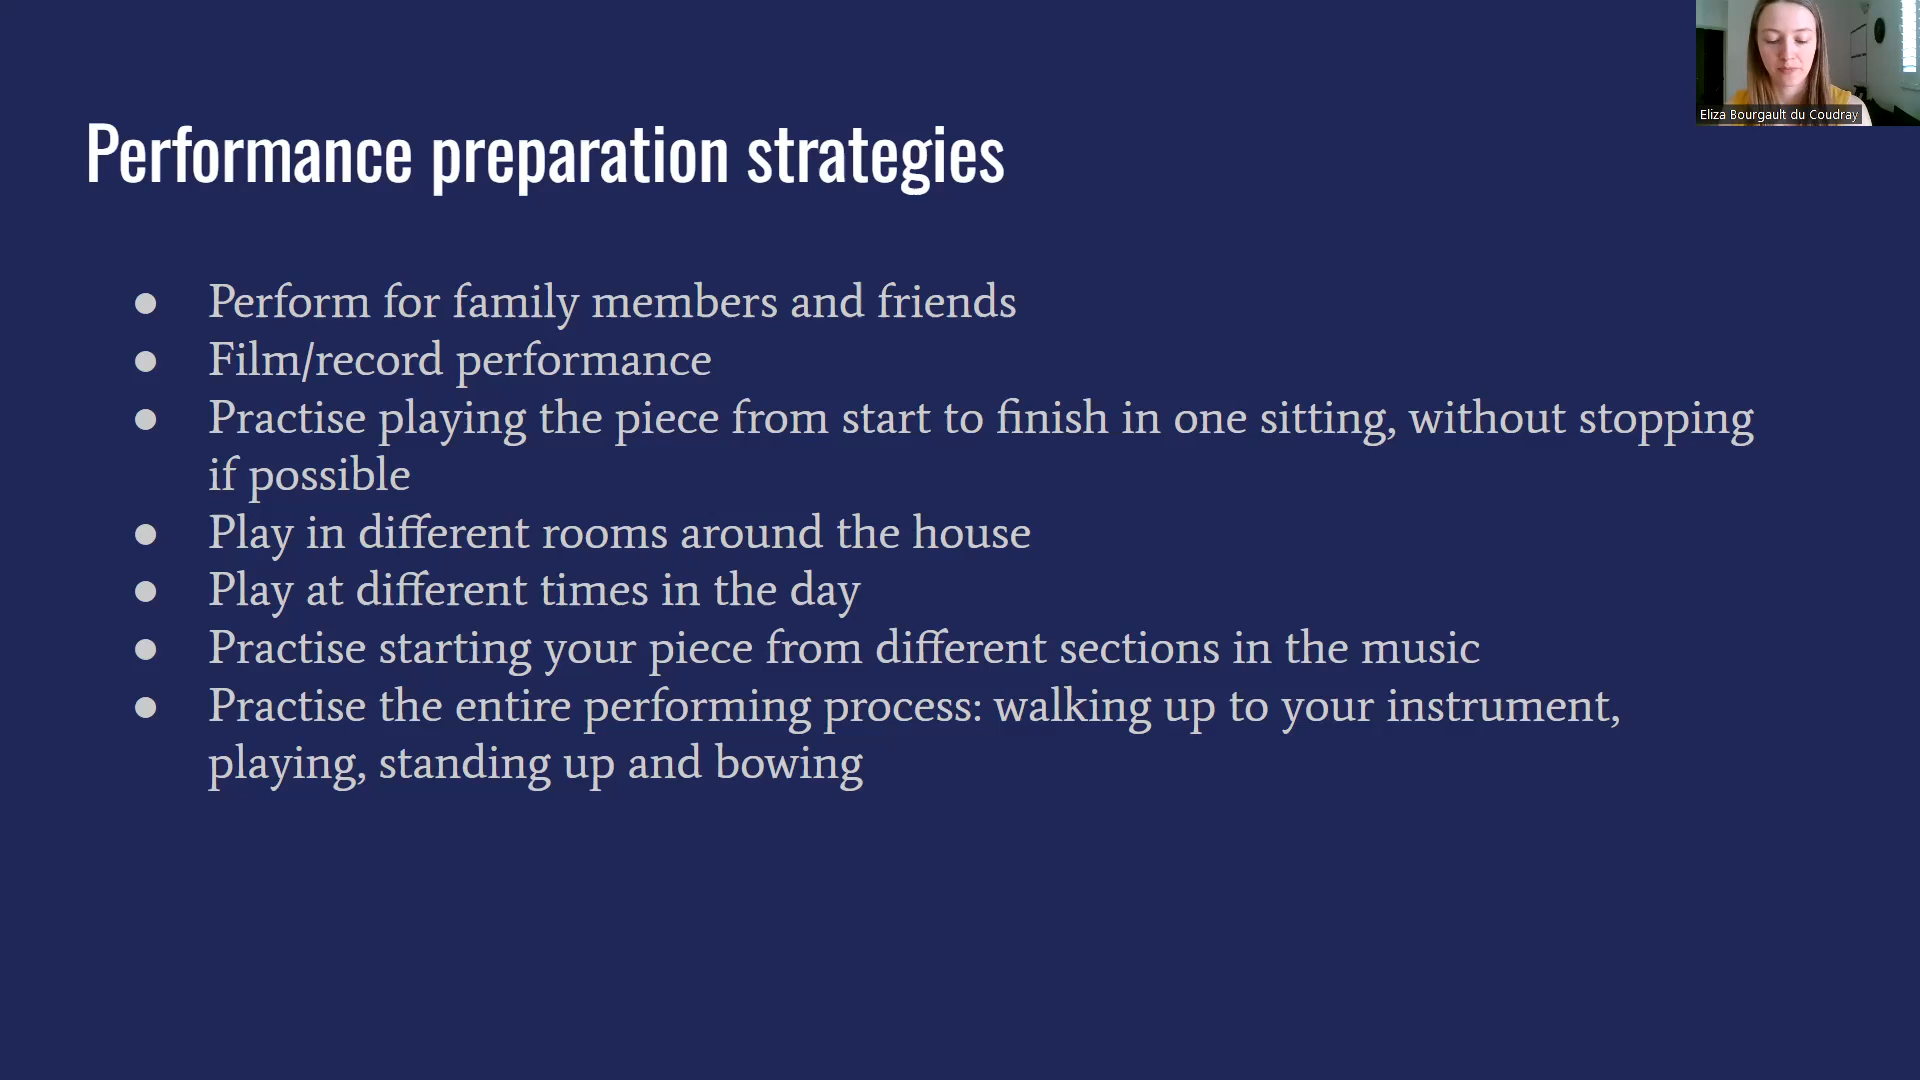 Eliza Bourgault du Coudray
Performance preparation strategies
● Perform for family members and friends
● Film/record performance
● Practise playing the piece from start to finish in one sitting, without stopping
if possible
● Play in different rooms around the house
● Play at different times in the day
● Practise starting your piece from different sections in the music
● Practise the entire performing process: walking up to your instrument,
playing, standing up and bowing